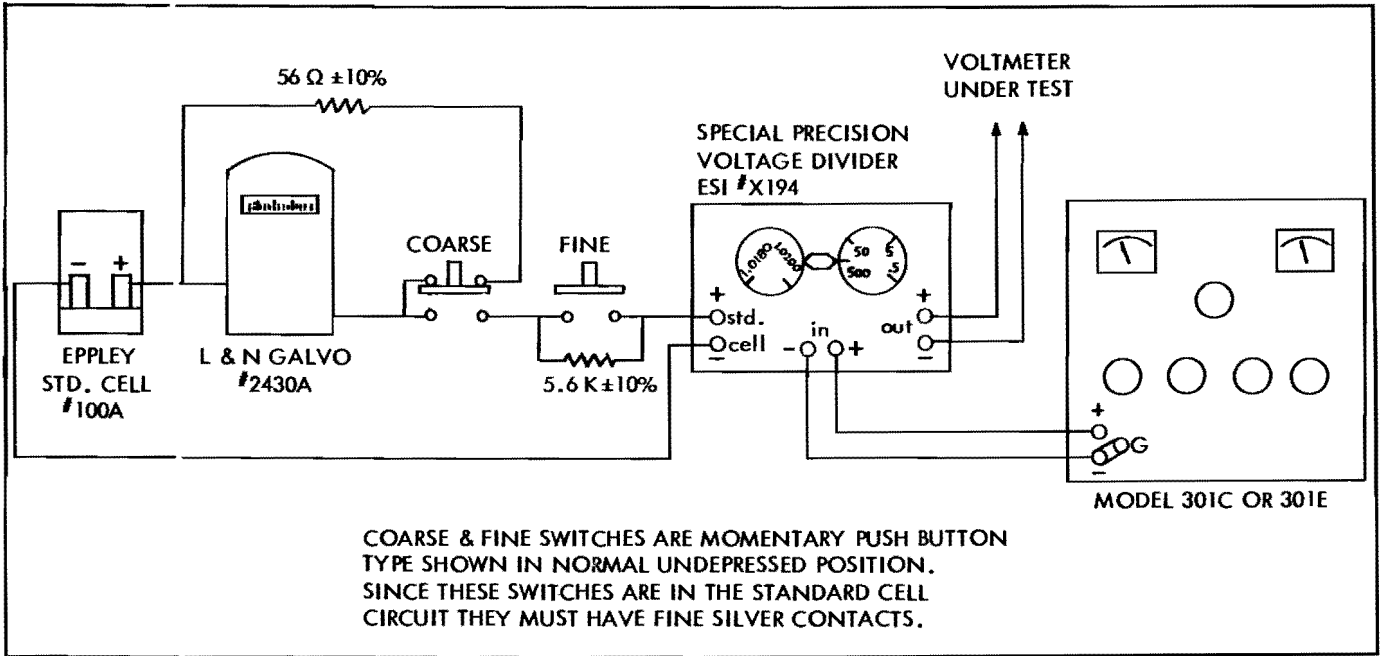 56 Ω ±10%
VOLTMETER
UNDER TEST
SPECIAL PRECISION
VOLTAGE DIVIDER
ESI #X194
COARSE
FINE
- +
1.0180 1.0200
50 5
500 .5
+
std.
cell
-
in
- +
+
out
-
EPPLEY
STD. CELL
#100A
L & N GALVO
#2430A
5.6 K ±10%
+
G
-
MODEL 301C OR 301E
COARSE & FINE SWITCHES ARE MOMENTARY PUSH BUTTON
TYPE SHOWN IN NORMAL UNDEPRESSED POSITION.
SINCE THESE SWITCHES ARE IN THE STANDARD CELL
CIRCUIT THEY MUST HAVE FINE SILVER CONTACTS.